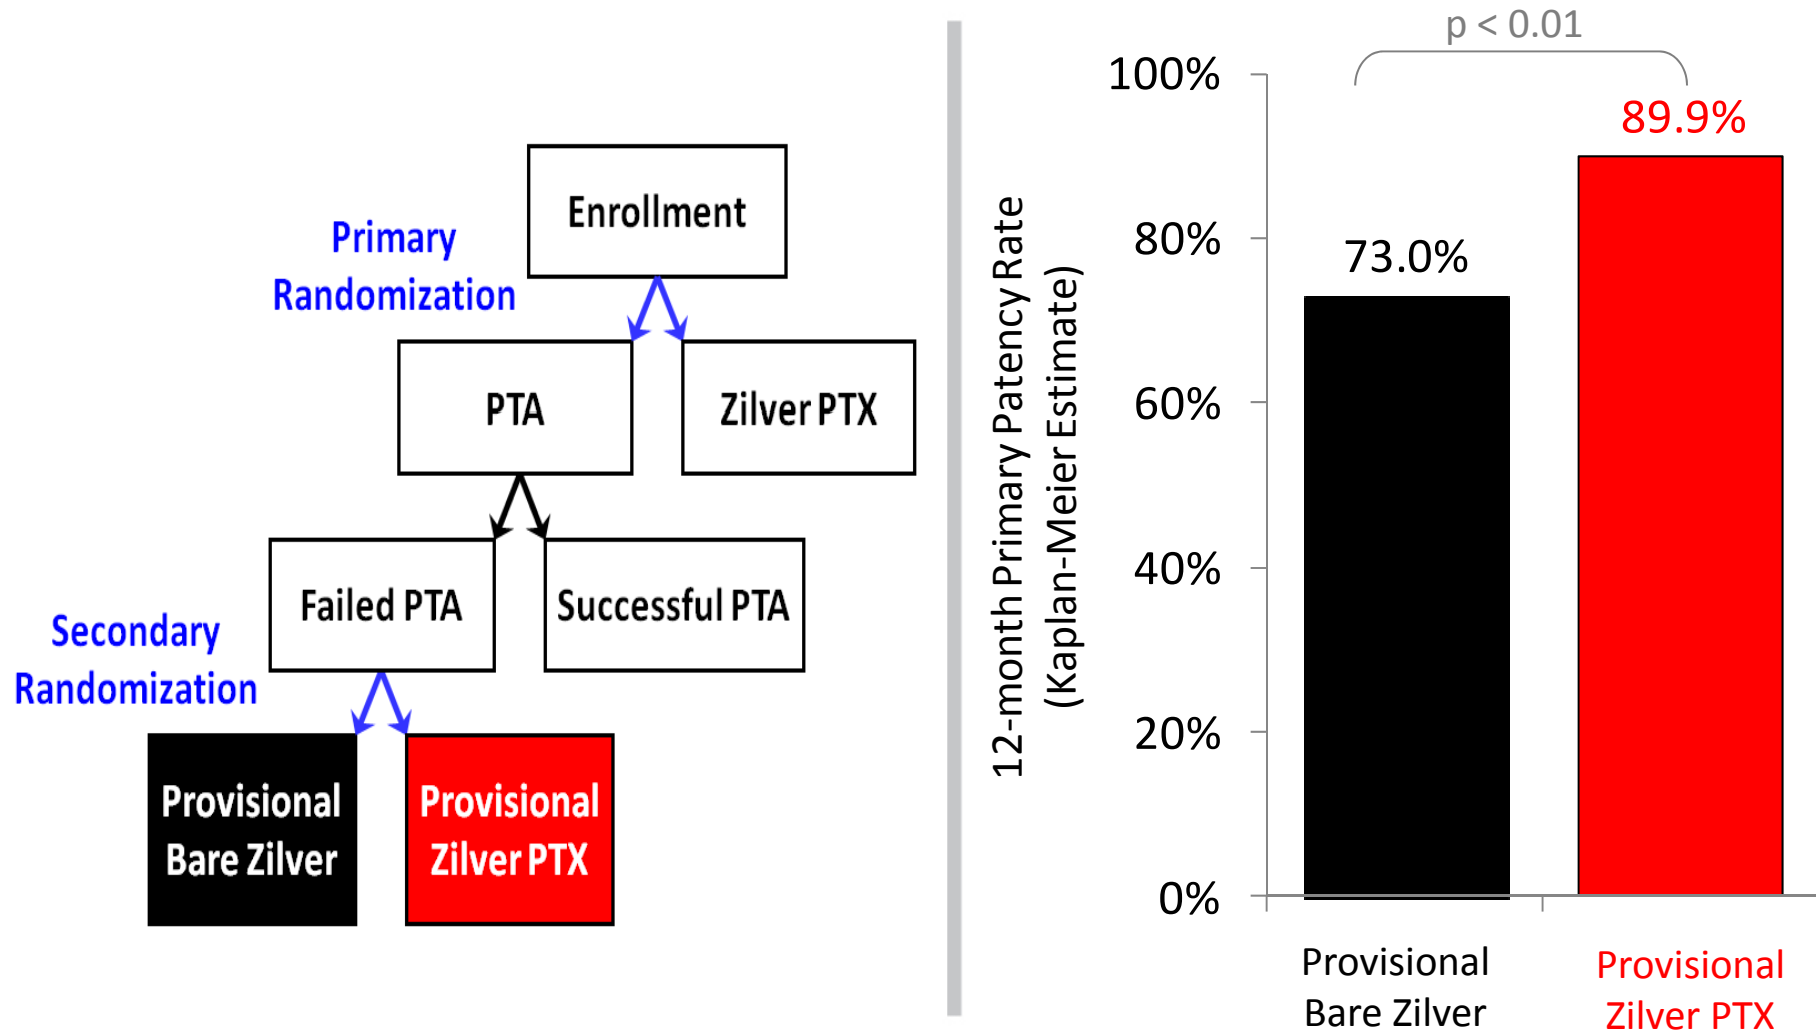 Enrollment
Primary
Randomization
PTA
Zilver PTX
Failed PTA
Successful PTA
Secondary
Randomization
Provisional
Bare Zilver
Provisional
Zilver PTX
p < 0.01
12-month Primary Patency Rate
(Kaplan-Meier Estimate)
100%
80%
60%
40%
20%
0%
73.0%
89.9%
Provisional
Bare Zilver
Provisional
Zilver PTX